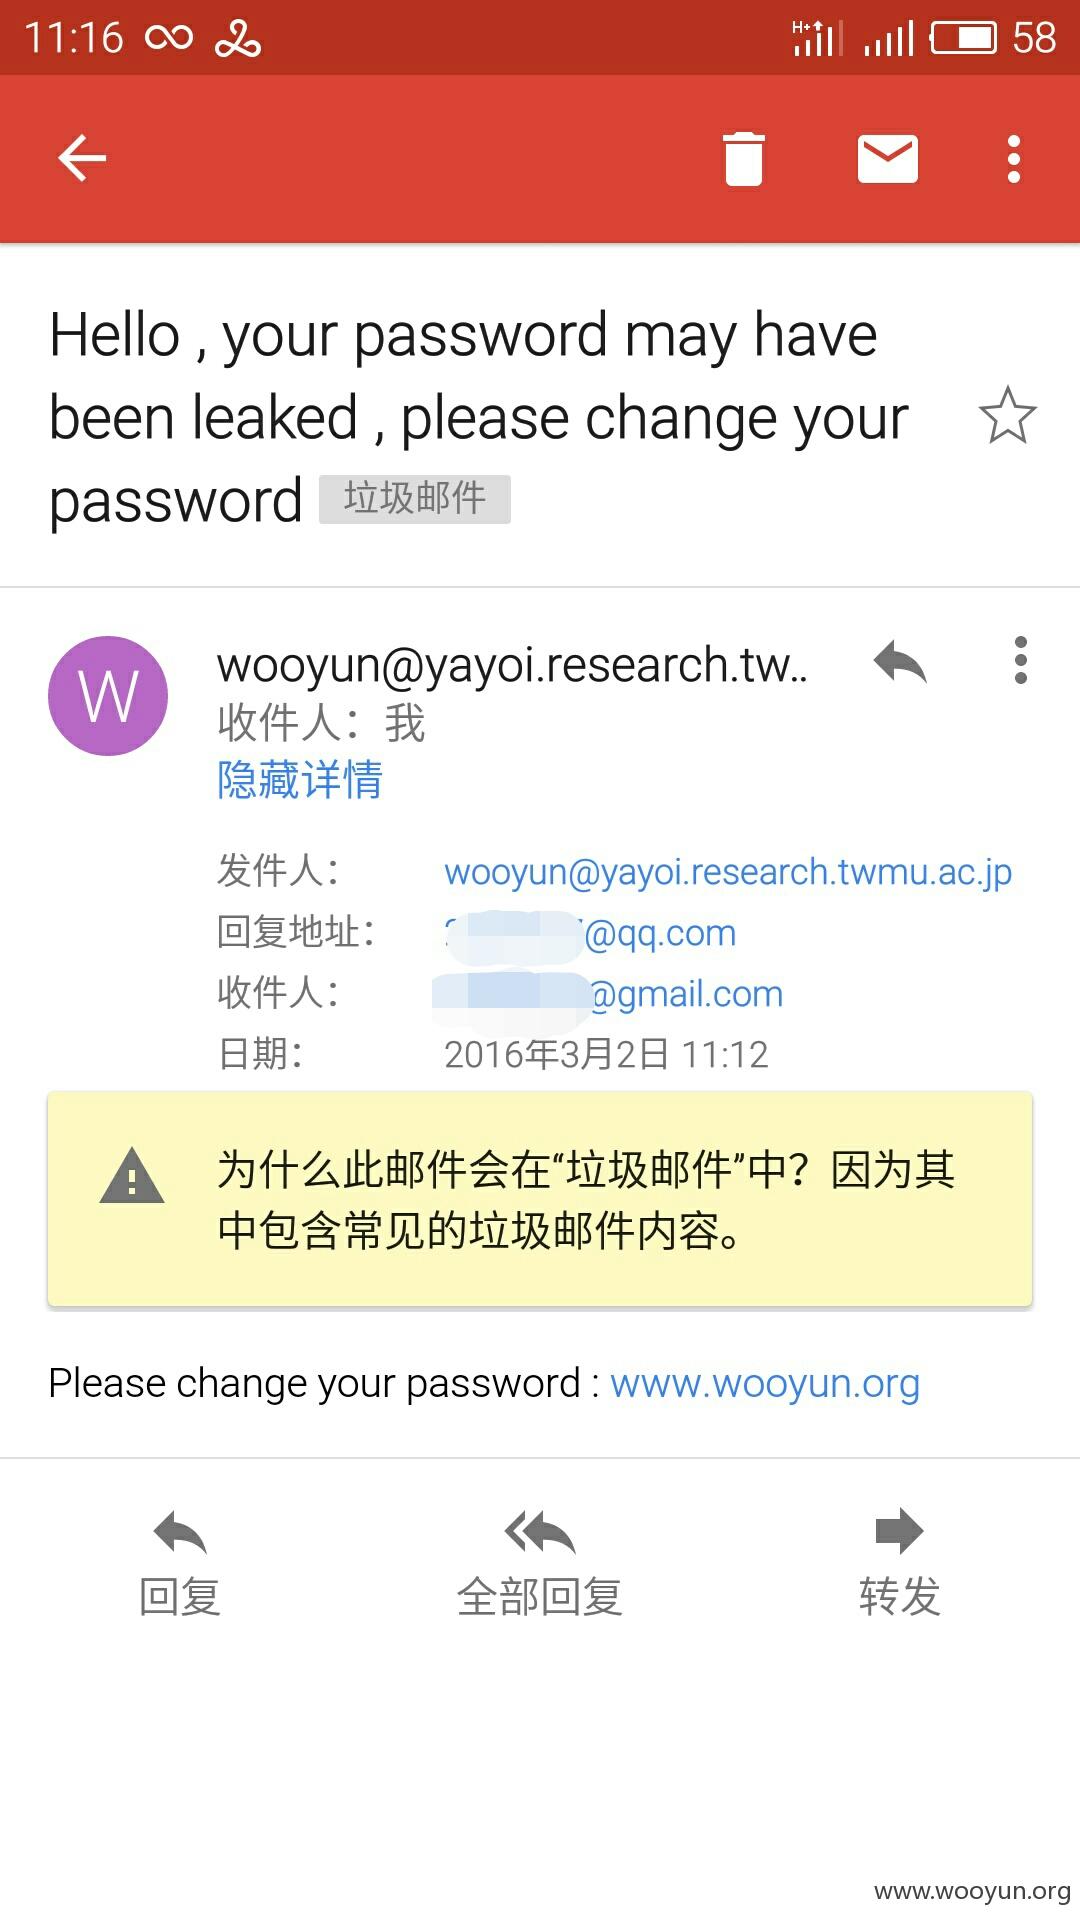 11:16
58
Hello , your password may have
been leaked , please change your
password 垃圾邮件
W
wooyun@yayoi.research.tw..
收件人：我
隐藏详情
发件人： wooyun@yayoi.research.twmu.ac.jp
回复地址： @qq.com
收件人： @gmail.com
日期： 2016年3月2日 11:12
为什么此邮件会在“垃圾邮件”中？因为其
中包含常见的垃圾邮件内容。
Please change your password : www.wooyun.org
回复
全部回复
转发
www.wooyun.org